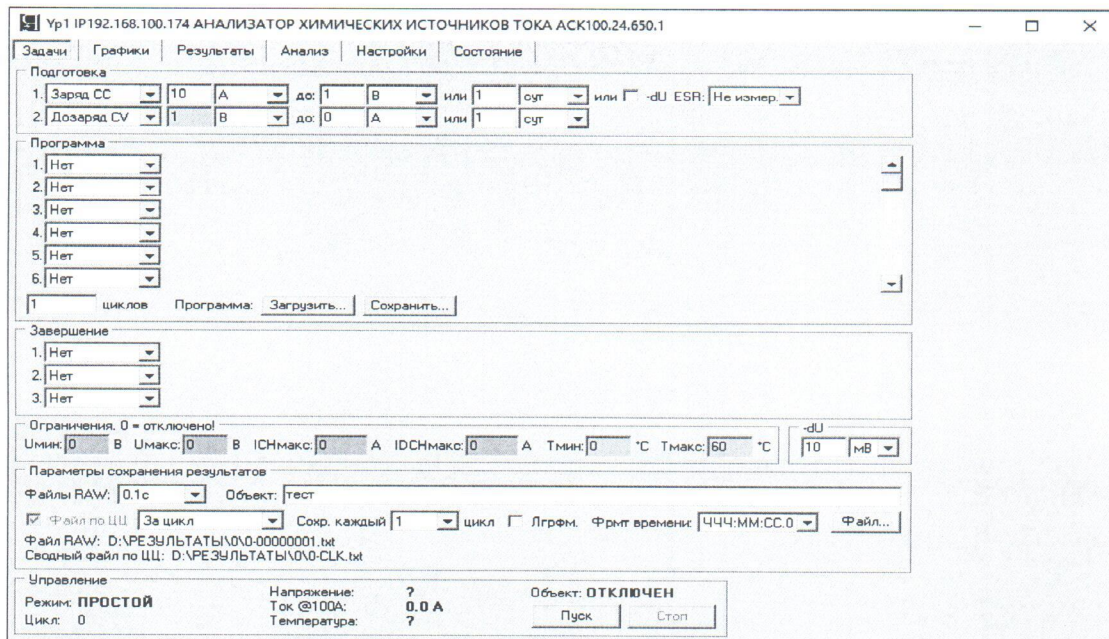 Yp1 IP192.168.100.174 АНАЛИЗАТОР ХИМИЧЕСКИХ ИСТОЧНИКОВ ТОКА АСК100.24.650.1
Задачи Графики Результаты Анализ Настройки Состояние
Подготовка
1. Заряд CC 10 А до: 1 В или 1 сут или -dU ESR: Не измер.
2. Дозаряд CV 1 В до: 0 А или 1 сут
Программа
1. Нет
2. Нет
3. Нет
4. Нет
5. Нет
6. Нет
1 циклов Программа: Загрузить... Сохранить...
Завершение
1. Нет
2. Нет
3. Нет
Ограничения. 0 = отключено! -dU
Uмин: 0 В Uмакс: 0 В ICHмакс: 0 А IDCHмакс: 0 А Tмин: 0 °C Tмакс: 60 °C 10 мВ
Параметры сохранения результатов
Файлы RAW: 0.1с Объект: тест
Файл по ЦЦ За цикл Сохр. каждый 1 цикл Лгрфм. Фрмт времени: ЧЧЧ:ММ:СС.0 Файл...
Файл RAW: D:\РЕЗУЛЬТАТЫ\0\0-00000001.txt
Сводный файл по ЦЦ: D:\РЕЗУЛЬТАТЫ\0\0-CLK.txt
Управление
Режим: ПРОСТОЙ Напряжение: ? Объект: ОТКЛЮЧЕН
Ток @100А: 0.0 А Пуск Стоп
Цикл: 0 Температура: ?